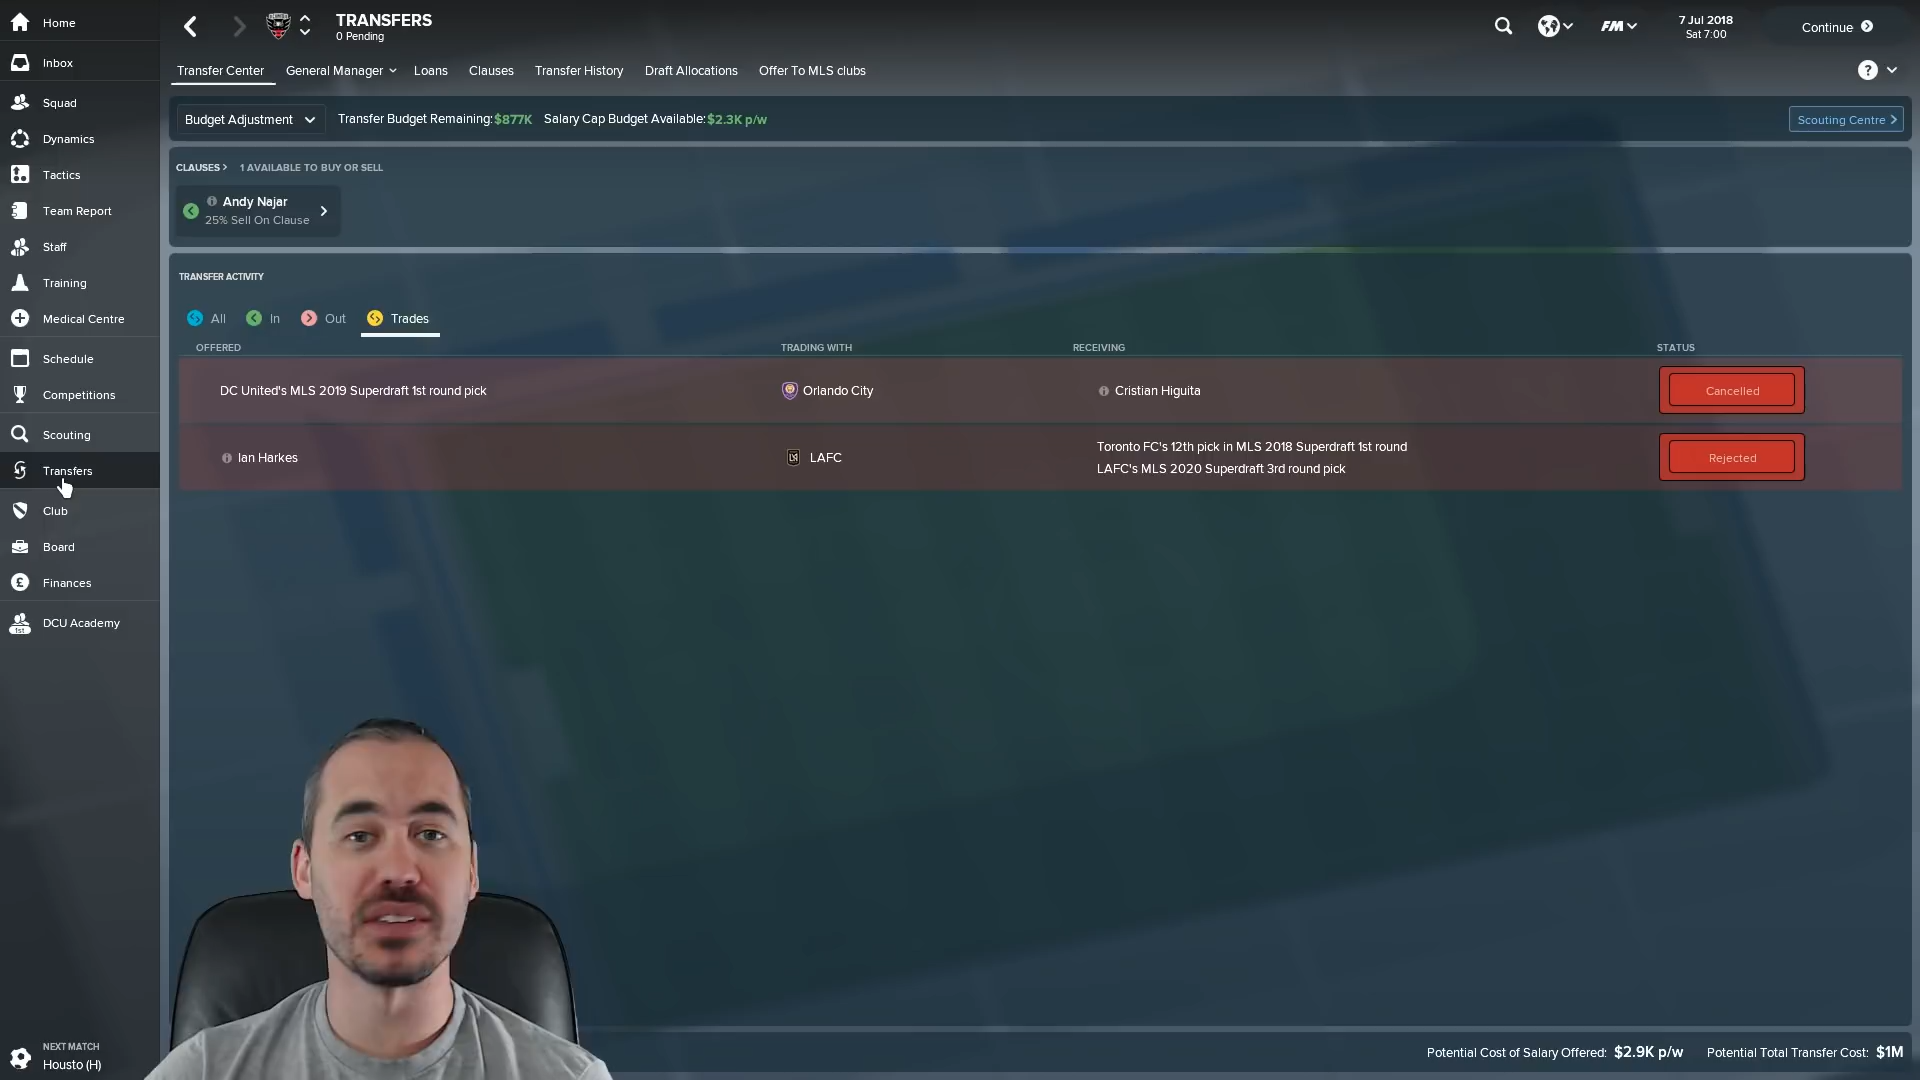 Home
Inbox
Squad
Dynamics
Tactics
Team Report
Staff
Training
Medical Centre
Schedule
Competitions
Scouting
Transfers
Club
Board
Finances
1st
DCU Academy
NEXT MATCH
Housto (H)
TRANSFERS
0 Pending
FM
7 Jul 2018
Sat 7:00
Continue
Transfer Center General Manager Loans Clauses Transfer History Draft Allocations Offer To MLS clubs
?
Budget Adjustment Transfer Budget Remaining: $877K Salary Cap Budget Available: $2.3K p/w Scouting Centre >
CLAUSES > 1 AVAILABLE TO BUY OR SELL
Andy Najar
25% Sell On Clause
TRANSFER ACTIVITY
All In Out Trades
OFFERED TRADING WITH RECEIVING STATUS
DC United's MLS 2019 Superdraft 1st round pick Orlando City Cristian Higuita Cancelled
Ian Harkes LAFC Toronto FC's 12th pick in MLS 2018 Superdraft 1st round
LAFC's MLS 2020 Superdraft 3rd round pick Rejected
Potential Cost of Salary Offered: $2.9K p/w Potential Total Transfer Cost: $1M